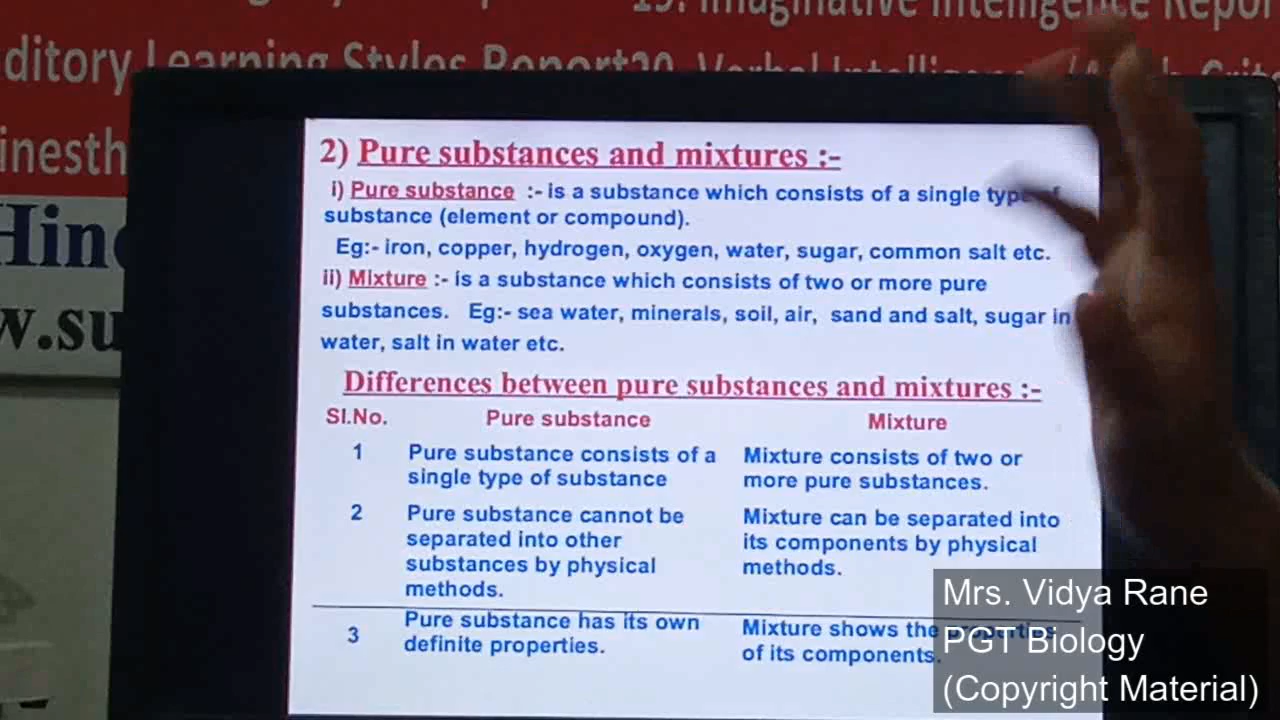 19. Imaginative Intelligence Report
ditory Learning Styles Report20. Verbal
inesth
Hin
w.su
2) Pure substances and mixtures :-
i) Pure substance :- is a substance which consists of a single type of
substance (element or compound).
Eg:- iron, copper, hydrogen, oxygen, water, sugar, common salt etc.
ii) Mixture :- is a substance which consists of two or more pure
substances. Eg:- sea water, minerals, soil, air, sand and salt, sugar in
water, salt in water etc.
Differences between pure substances and mixtures :-
Sl.No. Pure substance Mixture
1 Pure substance consists of a Mixture consists of two or
single type of substance more pure substances.
2 Pure substance cannot be Mixture can be separated into
separated into other its components by physical
substances by physical methods.
methods.
3 Pure substance has its own Mixture shows the properties
definite properties. of its components.
Mrs. Vidya Rane
PGT Biology
(Copyright Material)